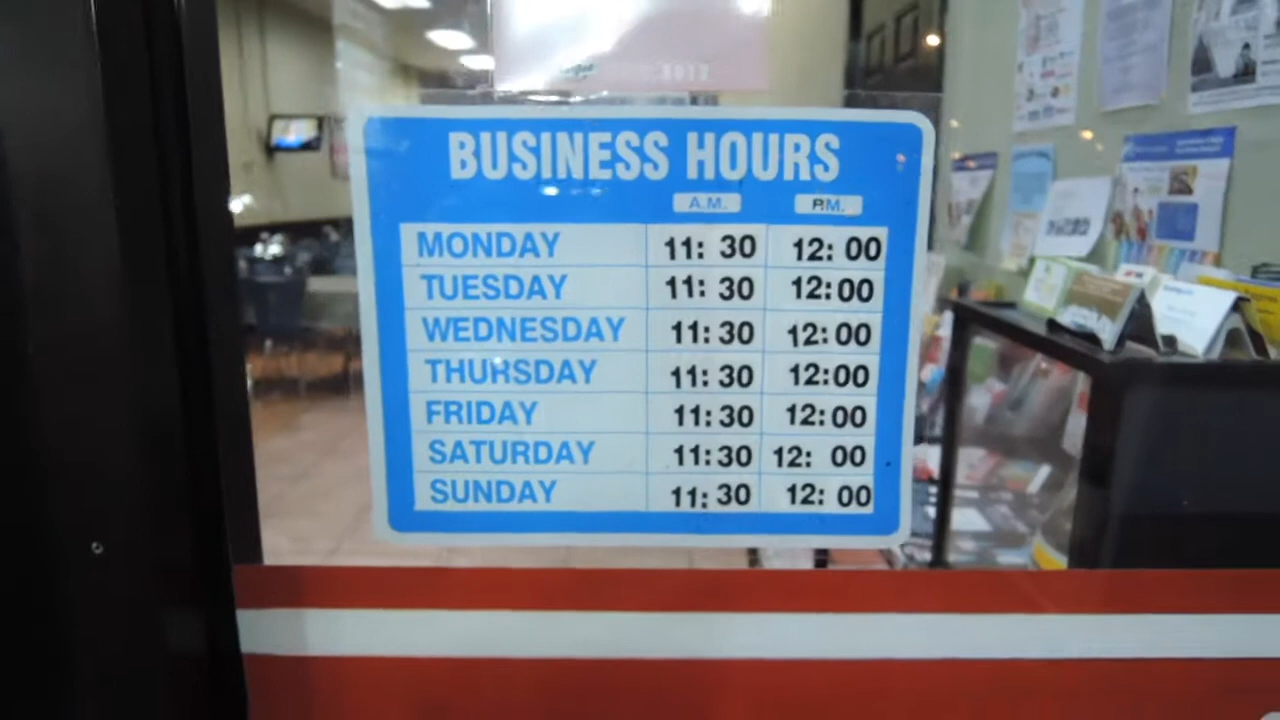 BUSINESS HOURS
A.M. P.M.
MONDAY 11: 30 12: 00
TUESDAY 11: 30 12:00
WEDNESDAY 11: 30 12:00
THURSDAY 11: 30 12:00
FRIDAY 11:30 12:00
SATURDAY 11:30 12: 00
SUNDAY 11:30 12: 00